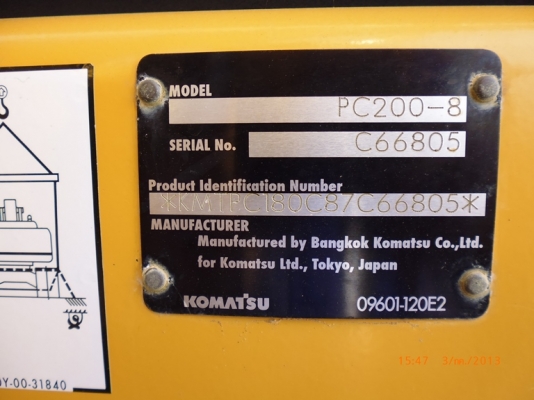 MODEL PC200-8
SERIAL No. C66805
Product Identification Number
*KMTPC180C87C66805*
MANUFACTURER
Manufactured by Bangkok Komatsu Co.,Ltd.
for Komatsu Ltd., Tokyo, Japan
KOMATSU 09601-120E2
15:47
DY-00-31840